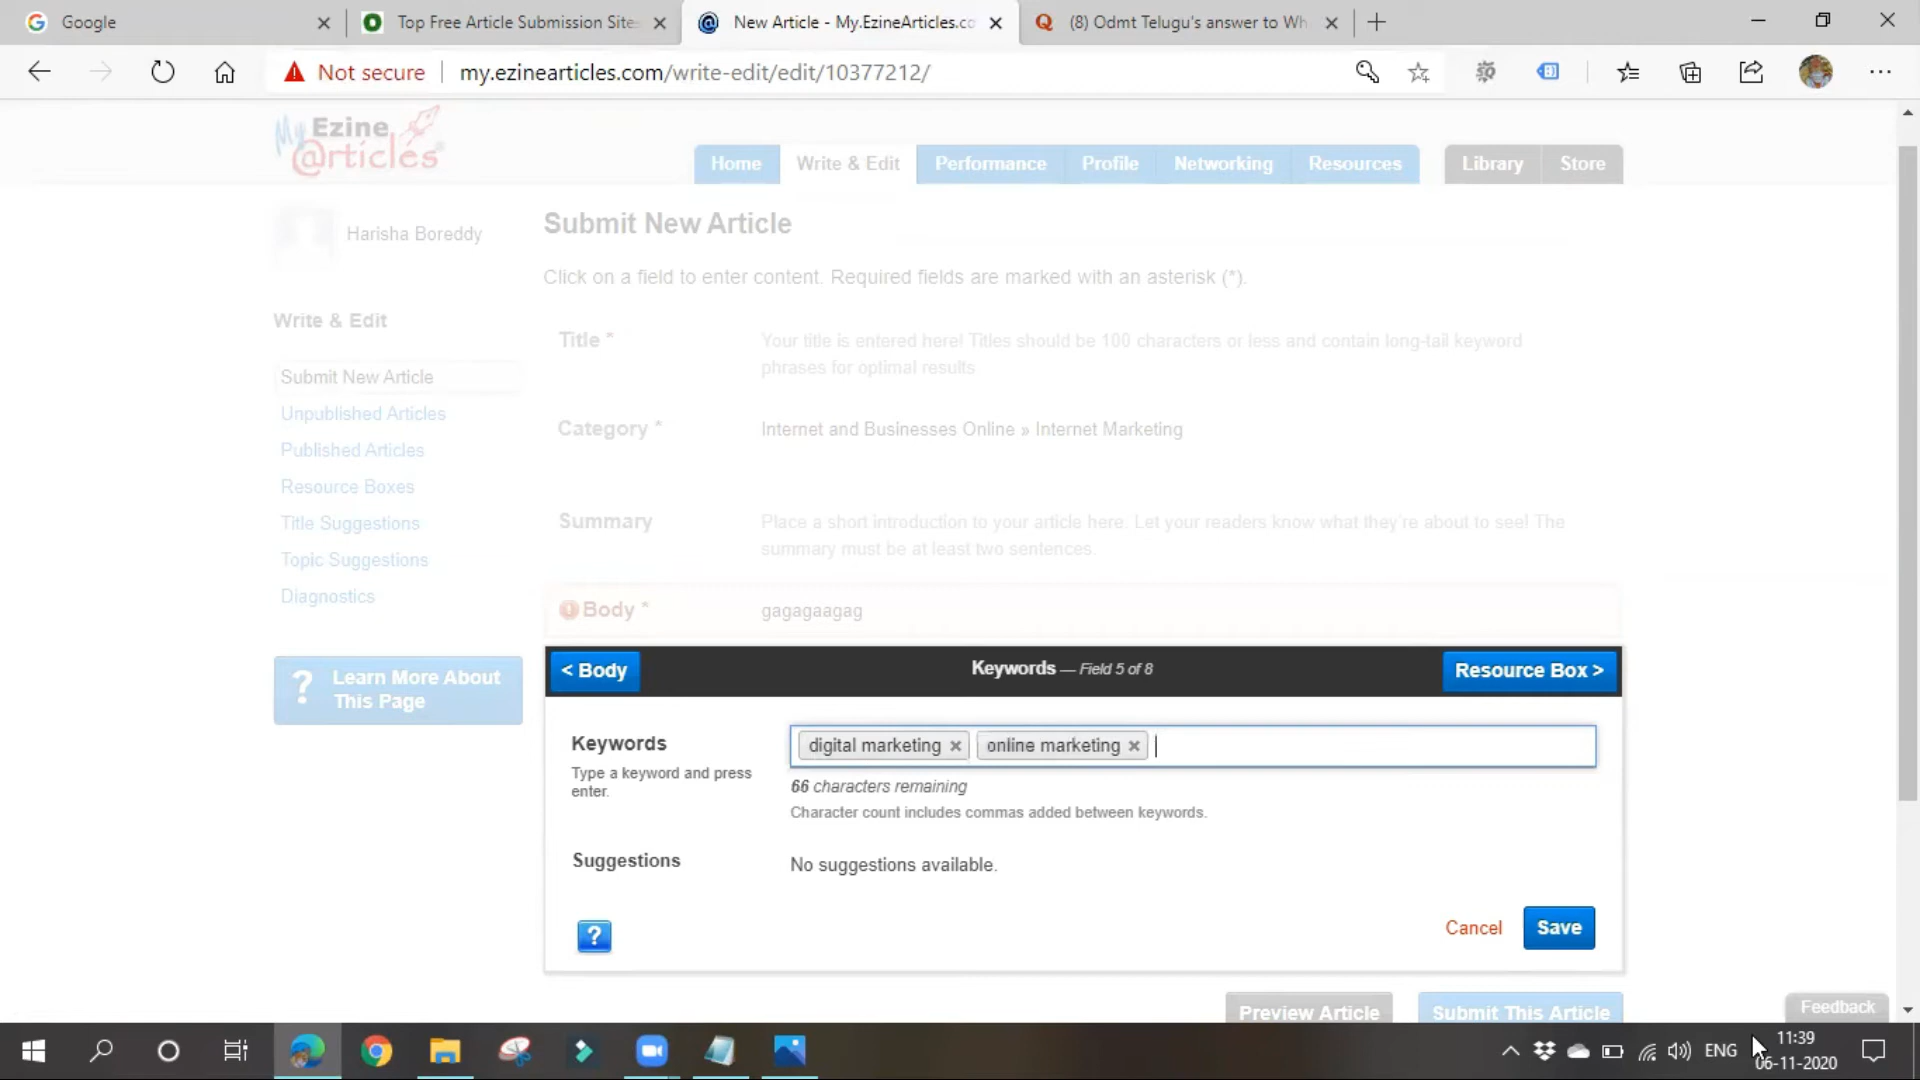 Google
Top Free Article Submission Site
New Article - My.EzineArticles.co
(8) Odmt Telugu's answer to Wh
Not secure
my.ezinearticles.com/write-edit/edit/10377212/
My Ezine @rticles
Home
Write & Edit
Performance
Profile
Networking
Resources
Library
Store
Harisha Boreddy
Submit New Article
Click on a field to enter content. Required fields are marked with an asterisk (*).
Write & Edit
Submit New Article
Unpublished Articles
Published Articles
Resource Boxes
Title Suggestions
Topic Suggestions
Diagnostics
? Learn More About
This Page
Title *
Your title is entered here! Titles should be 100 characters or less and contain long-tail keyword
phrases for optimal results
Category *
Internet and Businesses Online » Internet Marketing
Summary
Place a short introduction to your article here. Let your readers know what they're about to see! The
summary must be at least two sentences.
Body *
gagagaagag
< Body
Keywords — Field 5 of 8
Resource Box >
Keywords
Type a keyword and press
enter.
digital marketing × online marketing ×
66 characters remaining
Character count includes commas added between keywords.
Suggestions
No suggestions available.
?
Cancel
Save
Preview Article
Submit This Article
Feedback
ENG
11:39
06-11-2020